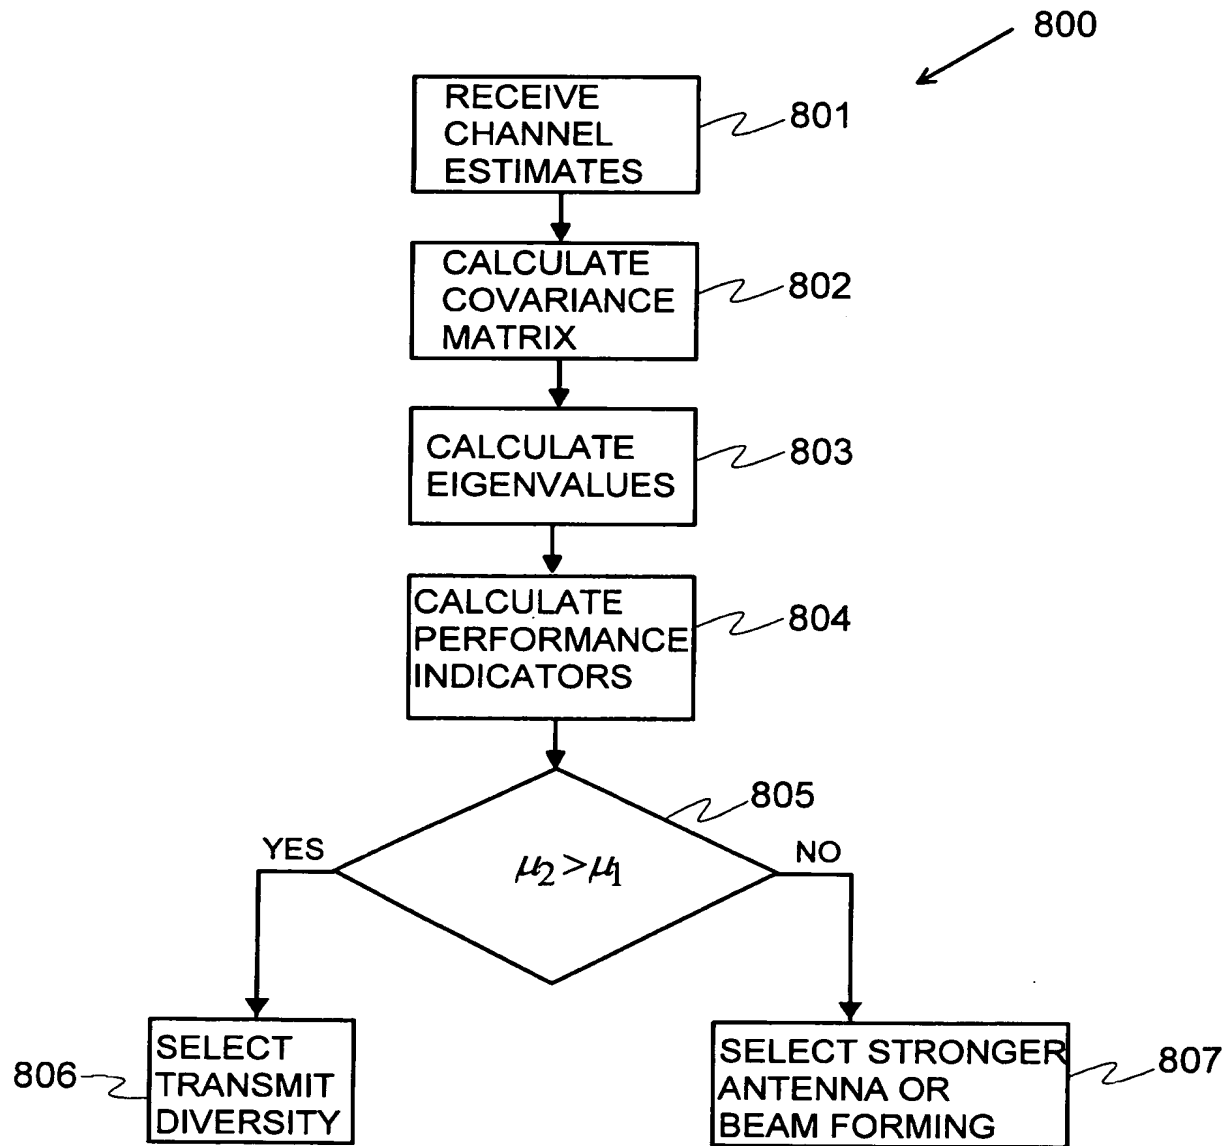 800
RECEIVE
CHANNEL
ESTIMATES
801
CALCULATE
COVARIANCE
MATRIX
802
CALCULATE
EIGENVALUES
803
CALCULATE
PERFORMANCE
INDICATORS
804
805
YES
μ2>μ1
NO
SELECT
TRANSMIT
DIVERSITY
806
SELECT STRONGER
ANTENNA OR
BEAM FORMING
807